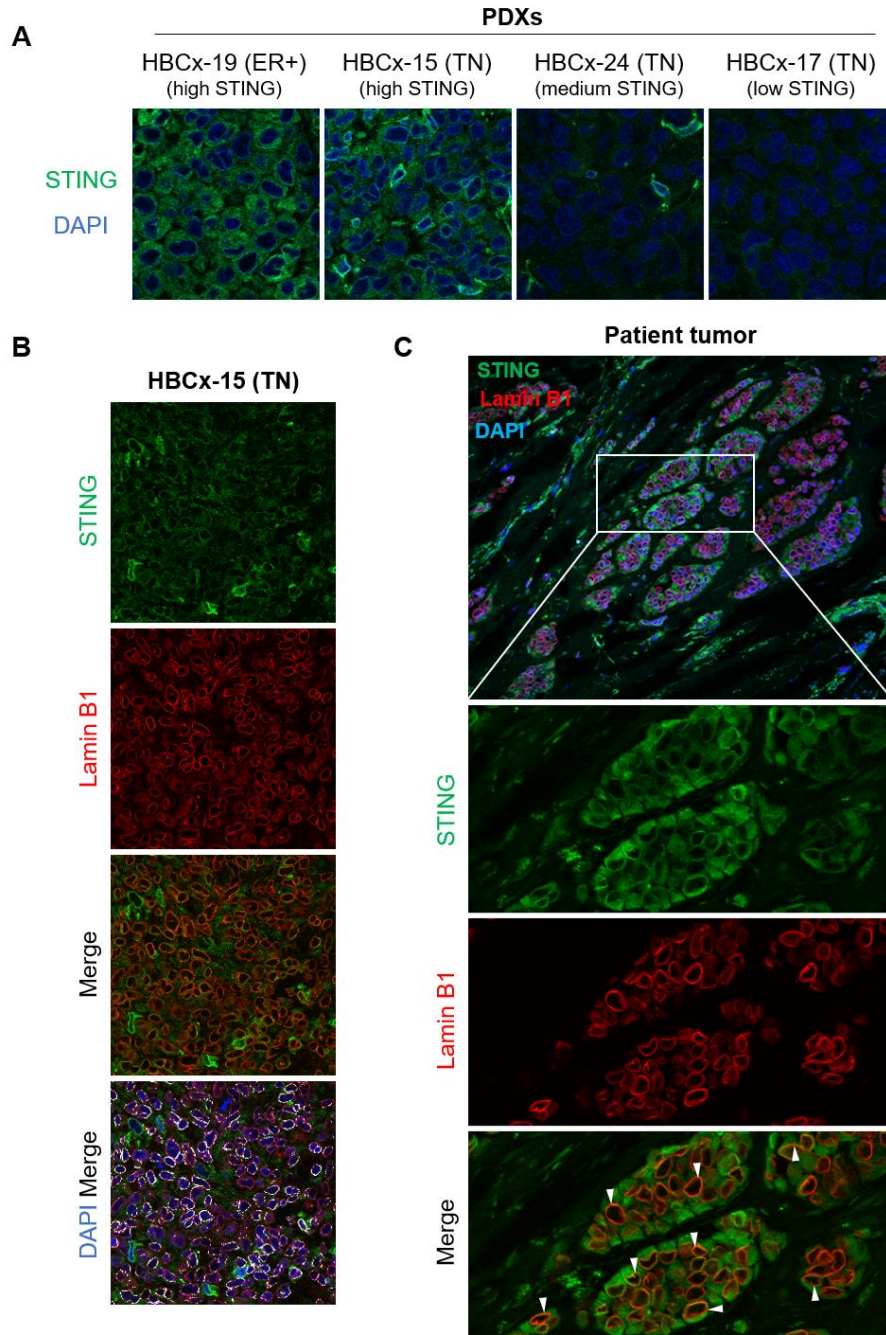 A
PDXs
HBCx-19 (ER+) HBCx-15 (TN) HBCx-24 (TN) HBCx-17 (TN)
(high STING) (high STING) (medium STING) (low STING)
STING
DAPI
B
HBCx-15 (TN)
STING
Lamin B1
Merge
DAPI Merge
C
Patient tumor
STING
Lamin B1
DAPI
STING
Lamin B1
Merge